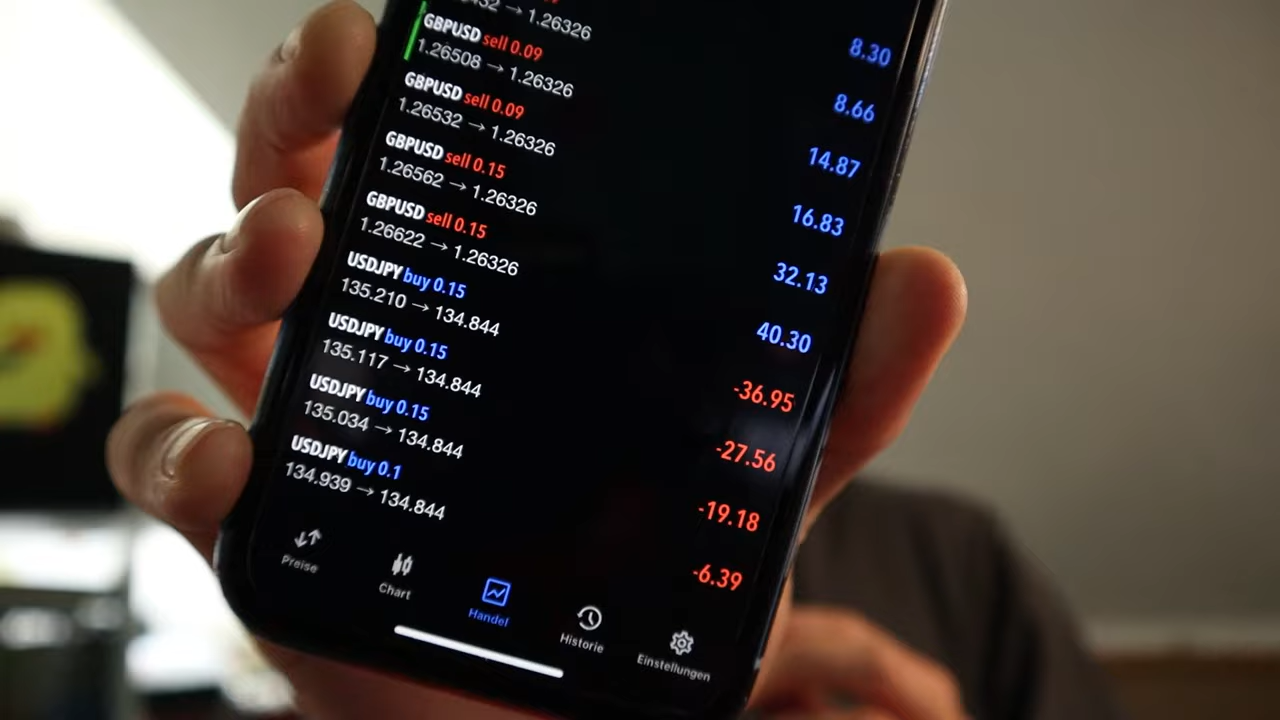 8.30
432 → 1.26326 8.66
GBPUSD sell 0.09
1.26508 → 1.26326 14.87
GBPUSD sell 0.09
1.26532 → 1.26326 16.83
GBPUSD sell 0.15
1.26562 → 1.26326 32.13
GBPUSD sell 0.15
1.26622 → 1.26326 40.30
USDJPY buy 0.15
135.210 → 134.844 -36.95
USDJPY buy 0.15
135.117 → 134.844 -27.56
USDJPY buy 0.15
135.034 → 134.844 -19.18
USDJPY buy 0.1
134.939 → 134.844 -6.39
Preise Chart Handel Historie Einstellungen